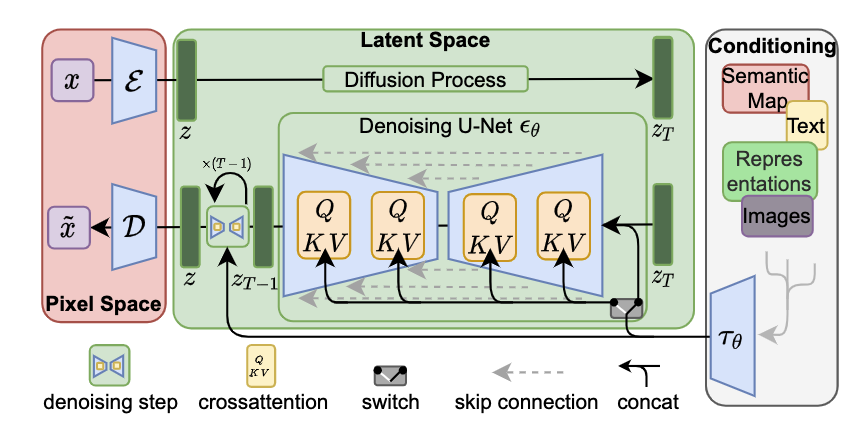 Latent Space
Conditioning
x
ℰ
z
Diffusion Process
z_T
Semantic
Map
Text
Repres
entations
Images
Denoising U-Net ϵ_θ
×(T−1)
Q
K V
Q
K V
Q
K V
Q
K V
x̃
𝒟
z
z_{T−1}
z_T
Pixel Space
τ_θ
Q
K V
denoising step
crossattention
switch
skip connection
concat